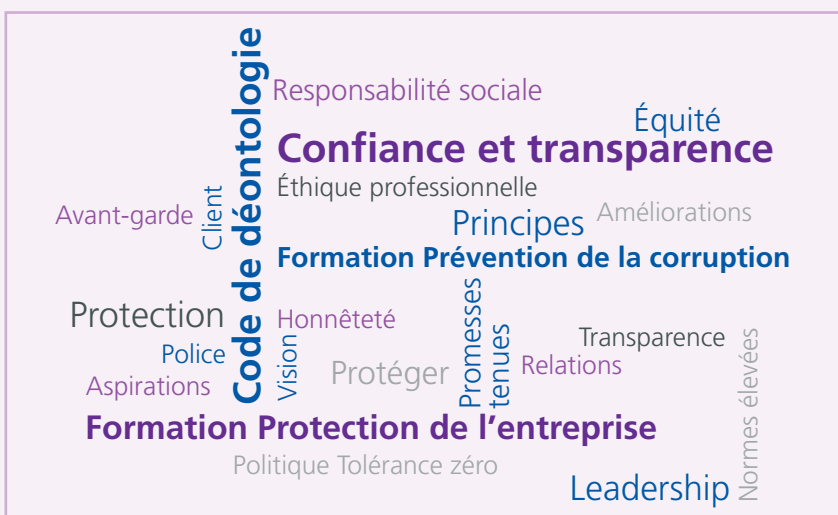 Code de déontologie
Responsabilité sociale
Équité
Confiance et transparence
Éthique professionnelle
Avant-garde
Client
Principes
Améliorations
Formation Prévention de la corruption
Protection
Honnêteté
Promesses
tenues
Transparence
Police
Vision
Protéger
Relations
Normes élevées
Aspirations
Formation Protection de l’entreprise
Politique Tolérance zéro
Leadership